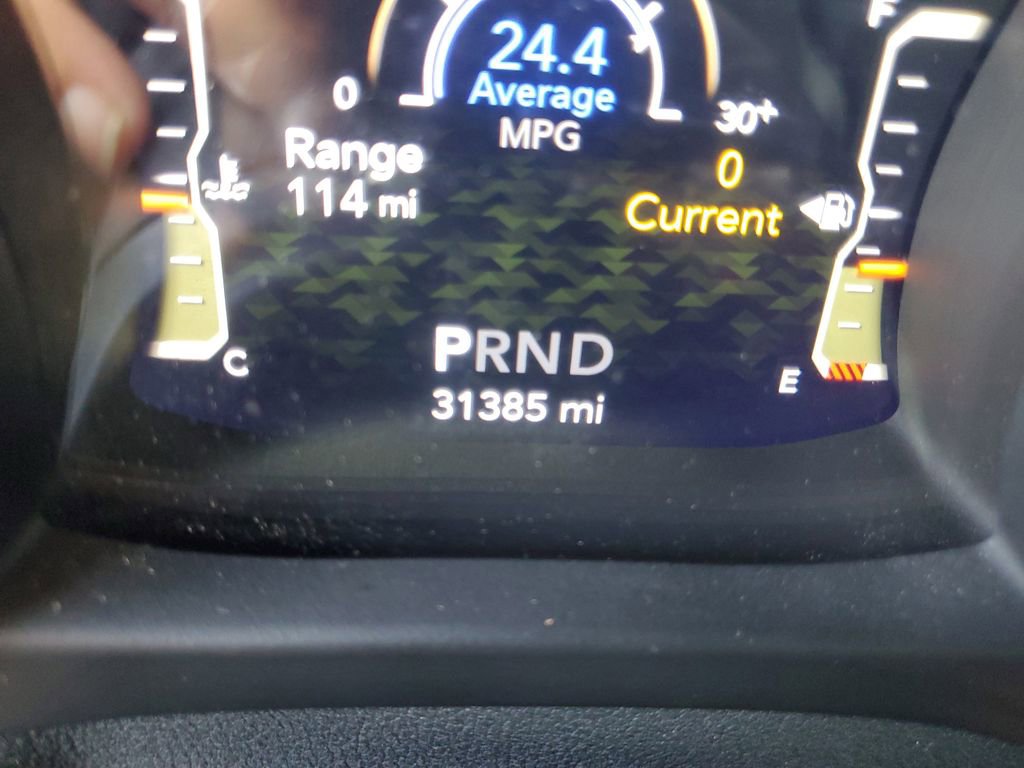 F
24.4
Average
MPG
0
30+
Range
114 mi
0
Current
PRND
31385 mi
C
E